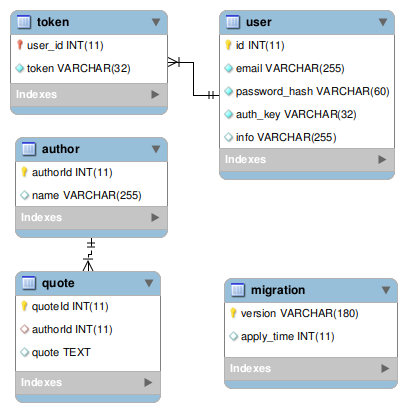 token
user_id INT(11)
token VARCHAR(32)
Indexes
user
id INT(11)
email VARCHAR(255)
password_hash VARCHAR(60)
auth_key VARCHAR(32)
info VARCHAR(255)
Indexes
author
authorId INT(11)
name VARCHAR(255)
Indexes
quote
quoteId INT(11)
authorId INT(11)
quote TEXT
Indexes
migration
version VARCHAR(180)
apply_time INT(11)
Indexes